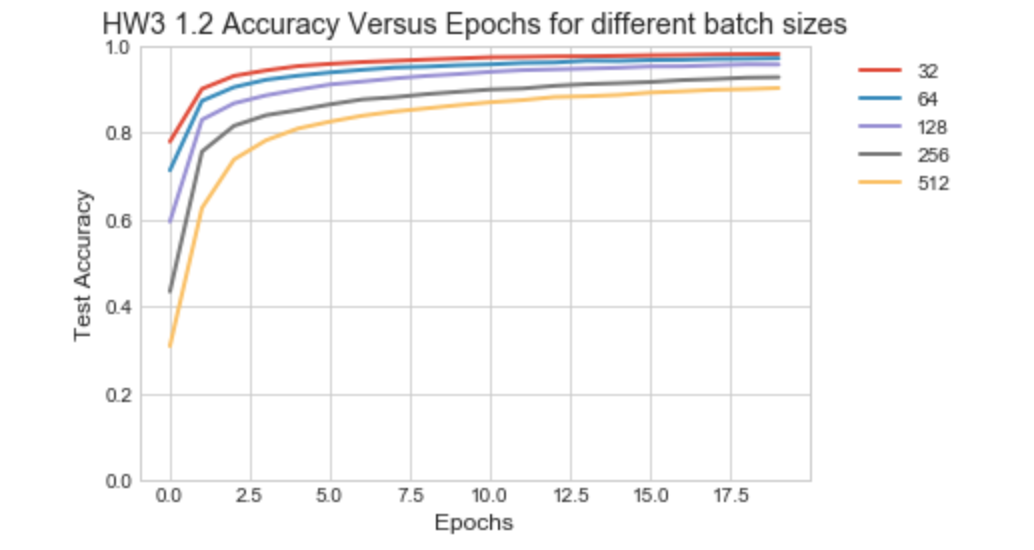 HW3 1.2 Accuracy Versus Epochs for different batch sizes
1.0
0.8
0.6
0.4
0.2
0.0
Test Accuracy
0.0 2.5 5.0 7.5 10.0 12.5 15.0 17.5
Epochs
32
64
128
256
512